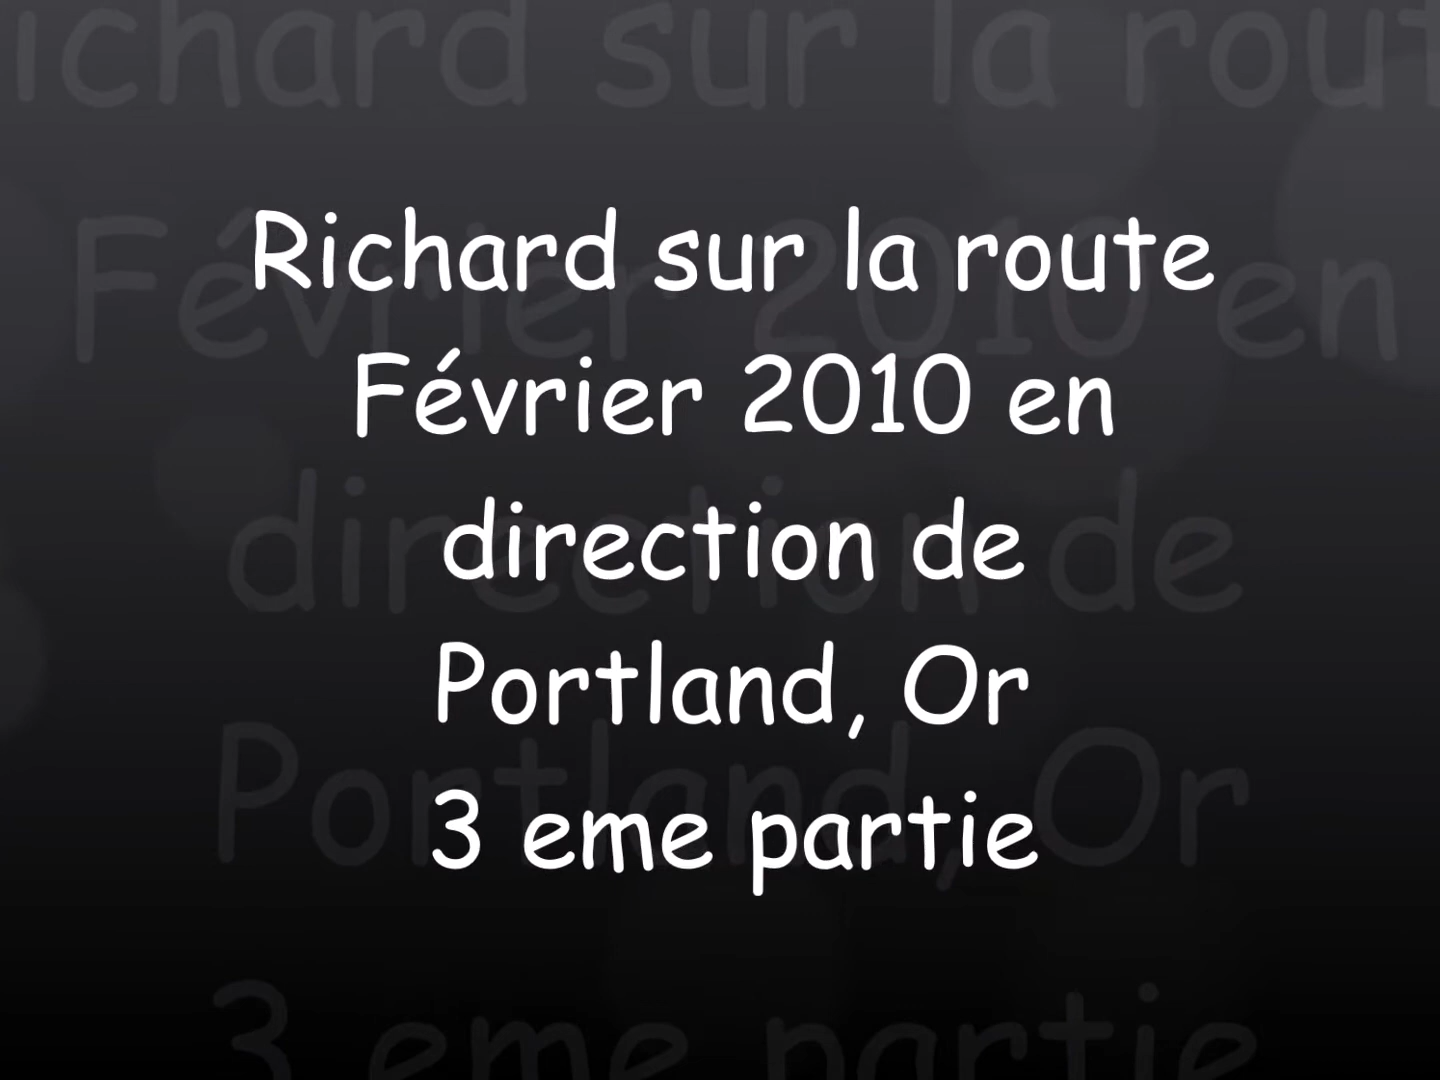 Richard sur la route
Février 2010 en
direction de
Portland, Or
3 eme partie